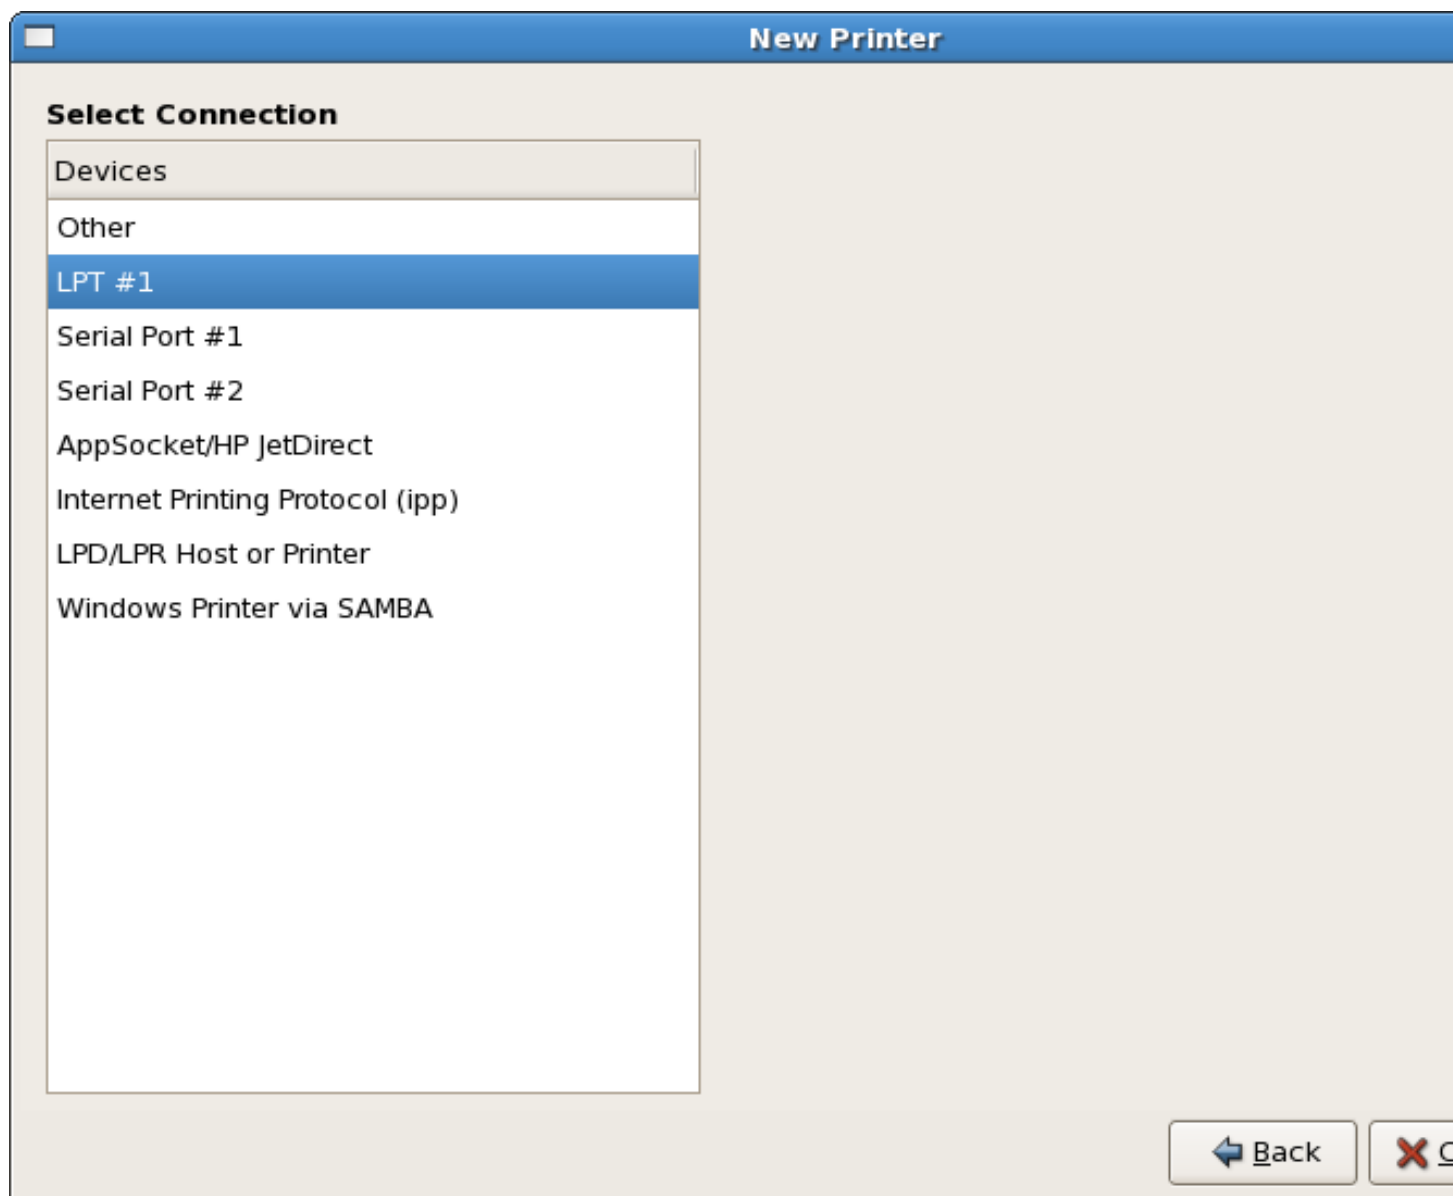 New Printer
Select Connection
Devices
Other
LPT #1
Serial Port #1
Serial Port #2
AppSocket/HP JetDirect
Internet Printing Protocol (ipp)
LPD/LPR Host or Printer
Windows Printer via SAMBA
Back